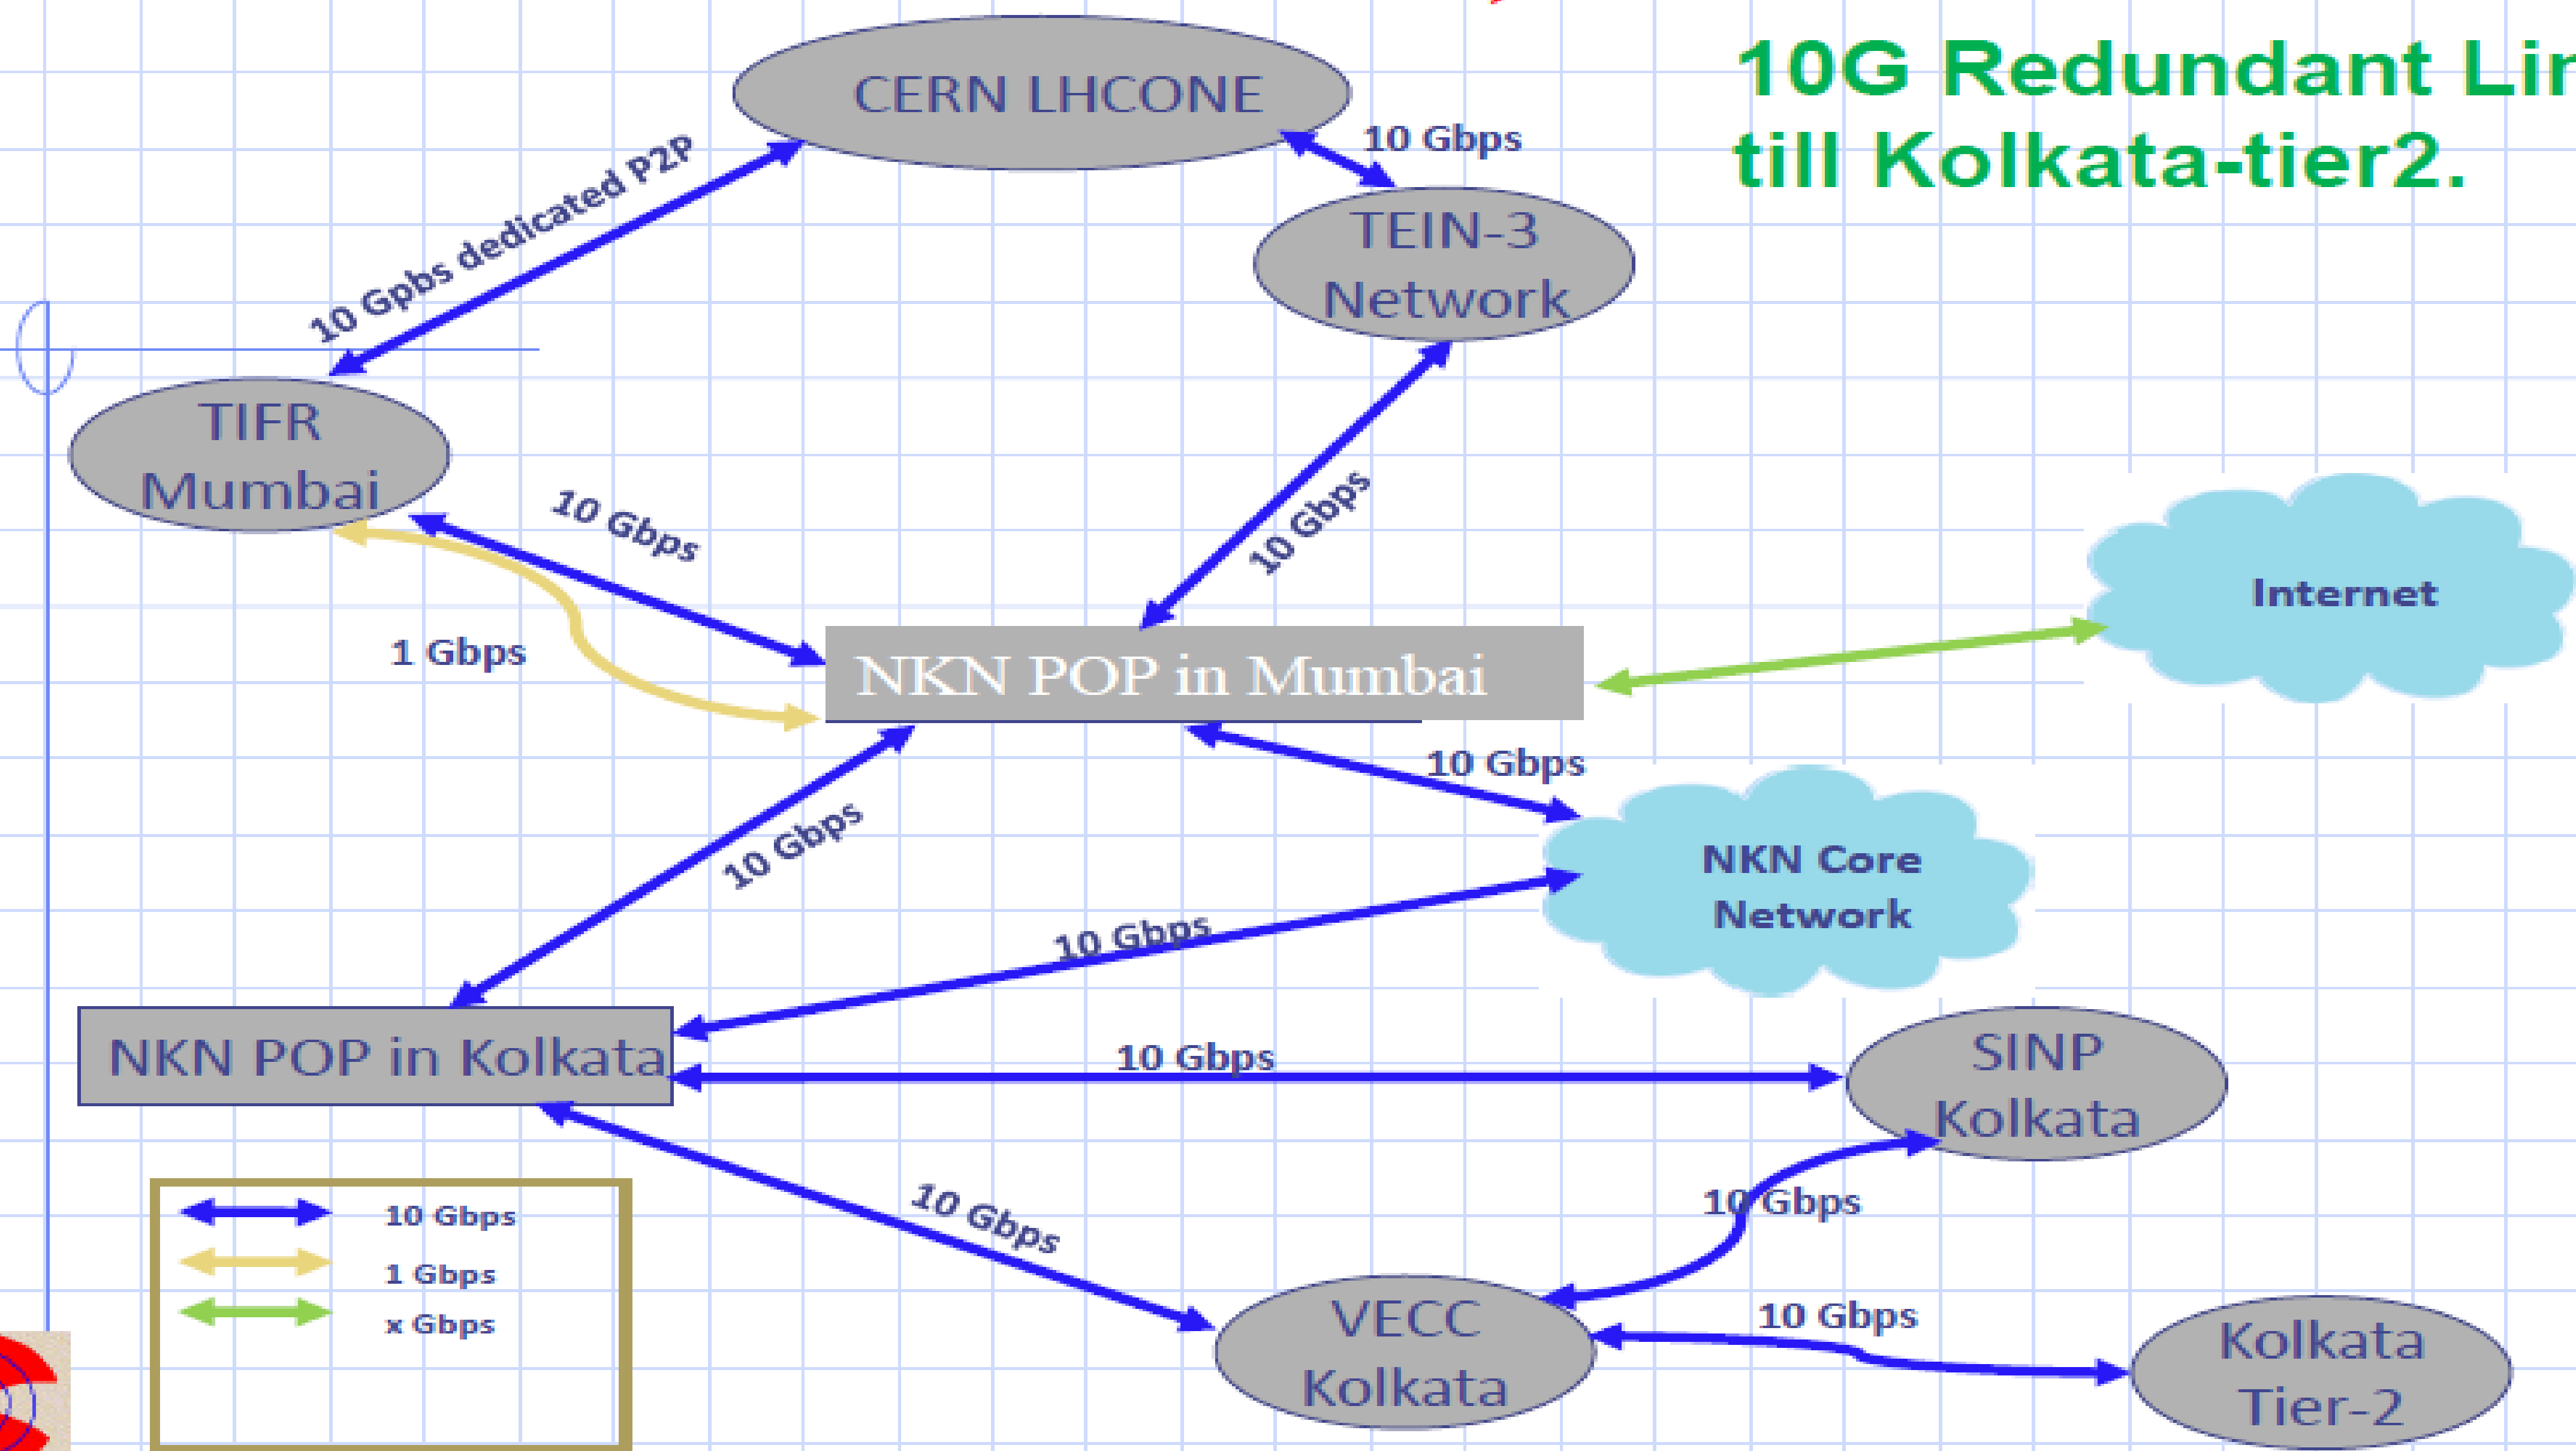 10G Redundant
till Kolkata-tier2.
CERN LHCONE
10 Gbps
10 Gpbs dedicated P2P
TEIN-3
Network
TIFR
Mumbai
10 Gbps
10 Gbps
1 Gbps
Internet
NKN POP in Mumbai
10 Gbps
10 Gbps
NKN Core
Network
10 Gbps
NKN POP in Kolkata
10 Gbps
SINP
Kolkata
10 Gbps
10 Gbps
10 Gbps
VECC
Kolkata
Kolkata
Tier-2
10 Gbps
1 Gbps
x Gbps